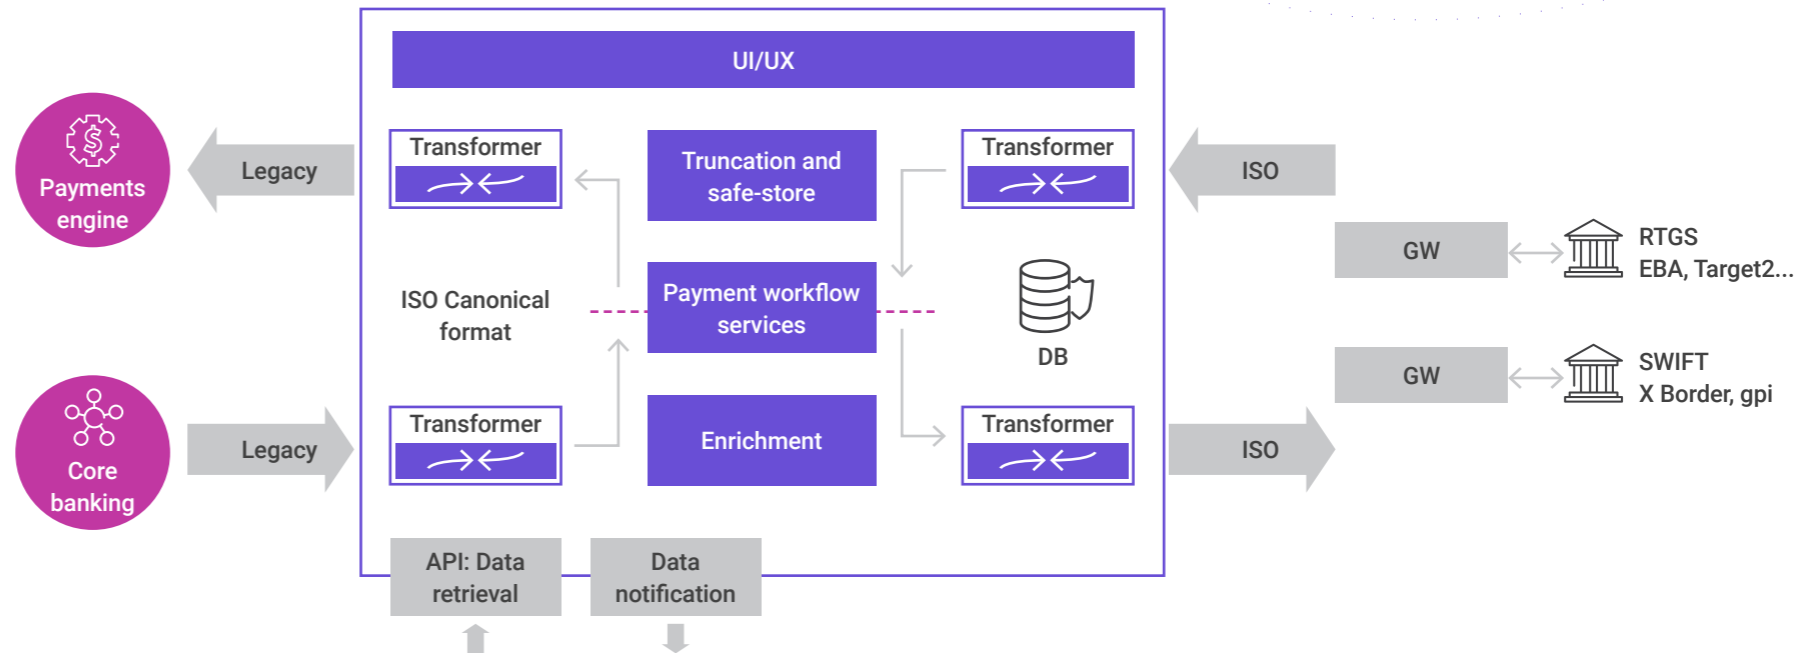 UI/UX
Payments
engine
Legacy
Transformer
Truncation and
safe-store
Transformer
ISO
GW
RTGS
EBA, Target2...
ISO Canonical
format
Payment workflow
services
DB
GW
SWIFT
X Border, gpi
Core
banking
Legacy
Transformer
Enrichment
Transformer
ISO
API: Data
retrieval
Data
notification